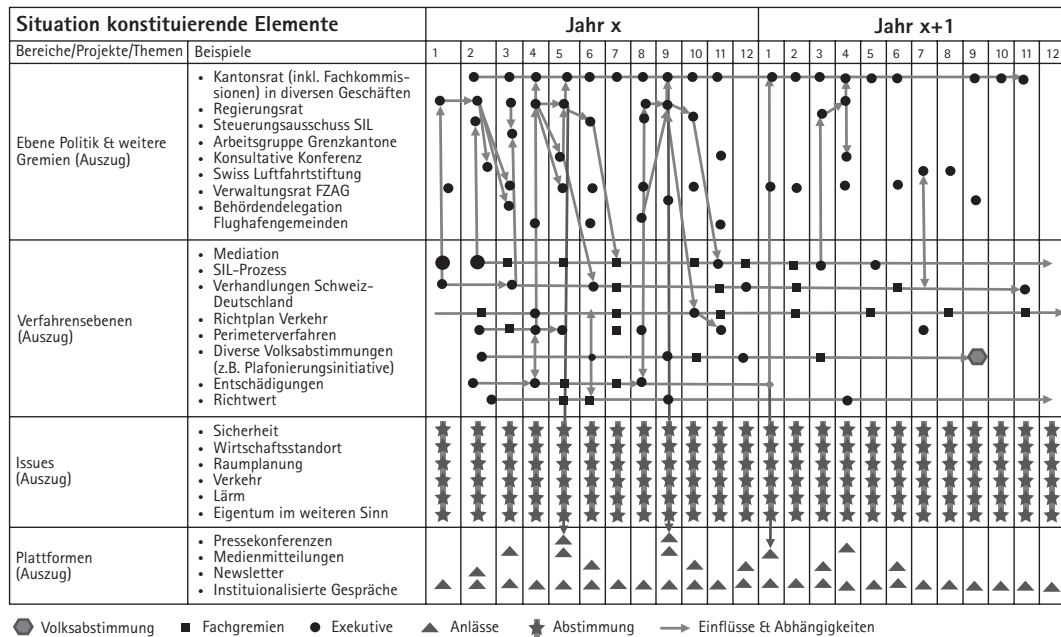 Situation konstituierende Elemente
Jahr x
Jahr x+1
Bereiche/Projekte/Themen
Beispiele
1 2 3 4 5 6 7 8 9 10 11 12 1 2 3 4 5 6 7 8 9 10 11 12
Ebene Politik & weitere
Gremien (Auszug)
• Kantonsrat (inkl. Fachkommis-
sionen) in diversen Geschäften
• Regierungsrat
• Steuerungsausschuss SIL
• Arbeitsgruppe Grenzkantone
• Konsultative Konferenz
• Swiss Luftfahrtstiftung
• Verwaltungsrat FZAG
• Behördendelegation
Flughafengemeinden
Verfahrensebenen
(Auszug)
• Mediation
• SIL-Prozess
• Verhandlungen Schweiz-
Deutschland
• Richtplan Verkehr
• Perimeterverfahren
• Diverse Volksabstimmungen
(z.B. Plafonierungsinitiative)
• Entschädigungen
• Richtwert
Issues
(Auszug)
• Sicherheit
• Wirtschaftsstandort
• Raumplanung
• Verkehr
• Lärm
• Eigentum im weiteren Sinn
Plattformen
(Auszug)
• Pressekonferenzen
• Medienmitteilungen
• Newsletter
• Instituionalisierte Gespräche
Volksabstimmung
Fachgremien
Exekutive
Anlässe
Abstimmung
Einflüsse & Abhängigkeiten